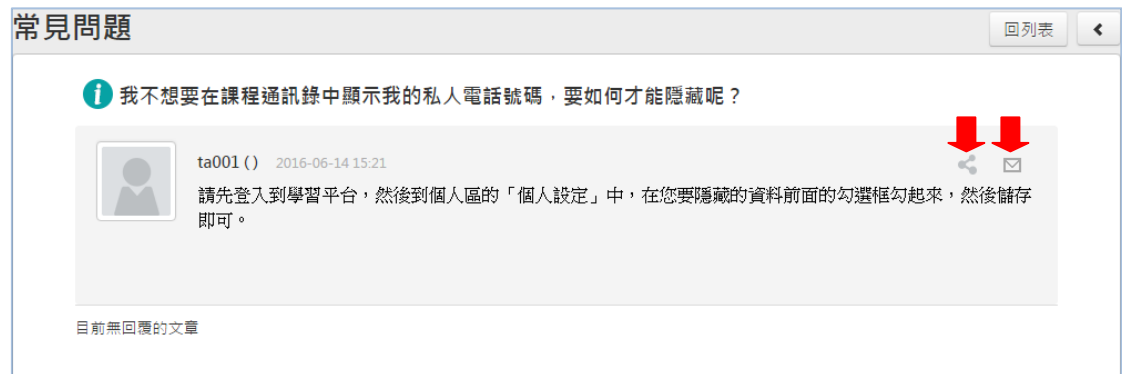 常見問題
回列表
我不想要在課程通訊錄中顯示我的私人電話號碼，要如何才能隱藏呢？
ta001 ( ) 2016-06-14 15:21
請先登入到學習平台，然後到個人區的「個人設定」中，在您要隱藏的資料前面的勾選框勾起來，然後儲存
即可。
目前無回覆的文章